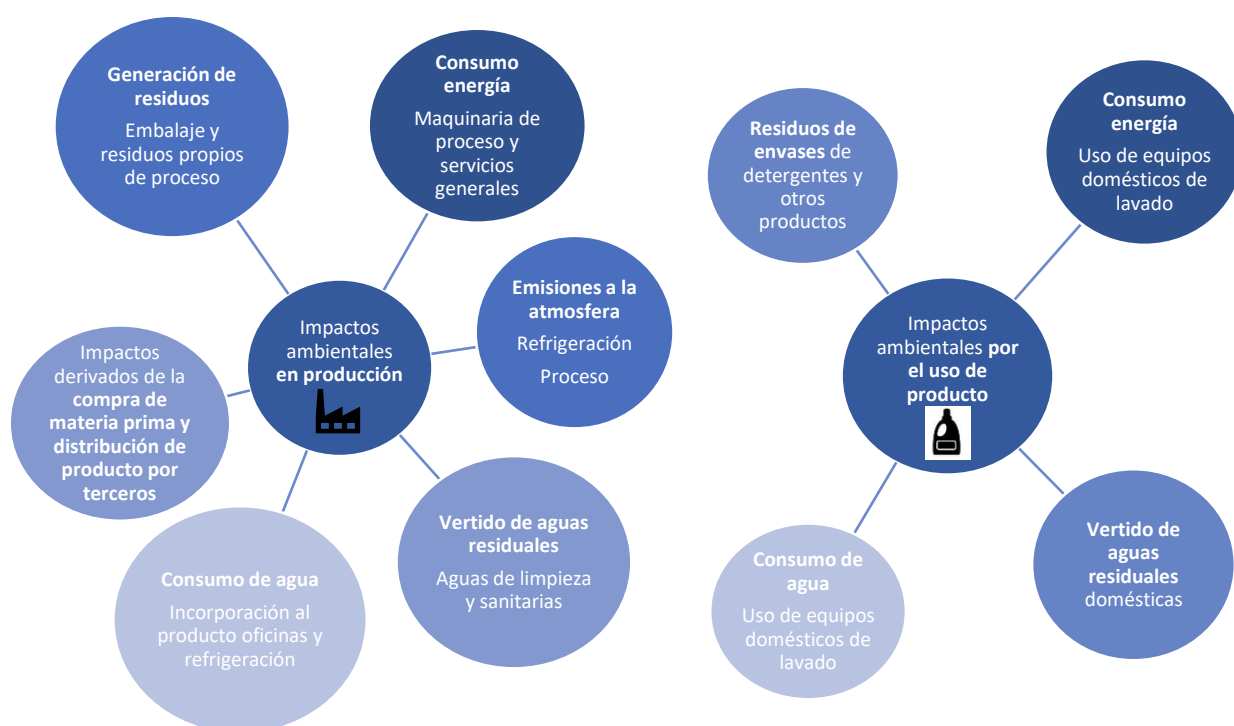 Generación de
residuos
Embalaje y
residuos propios
de proceso
Consumo
energía
Maquinaria de
proceso y
servicios
generales
Emisiones a la
atmosfera
Refrigeración
Proceso
Impactos
ambientales
en producción
Impactos
derivados de la
compra de
materia prima y
distribución de
producto por
terceros
Vertido de aguas
residuales
Aguas de limpieza
y sanitarias
Consumo de agua
Incorporación al
producto oficinas y
refrigeración
Residuos de
envases de
detergentes y
otros
productos
Consumo
energía
Uso de equipos
domésticos de
lavado
Impactos
ambientales por
el uso de
producto
Consumo de
agua
Uso de equipos
domésticos de
lavado
Vertido de
aguas
residuales
domésticas